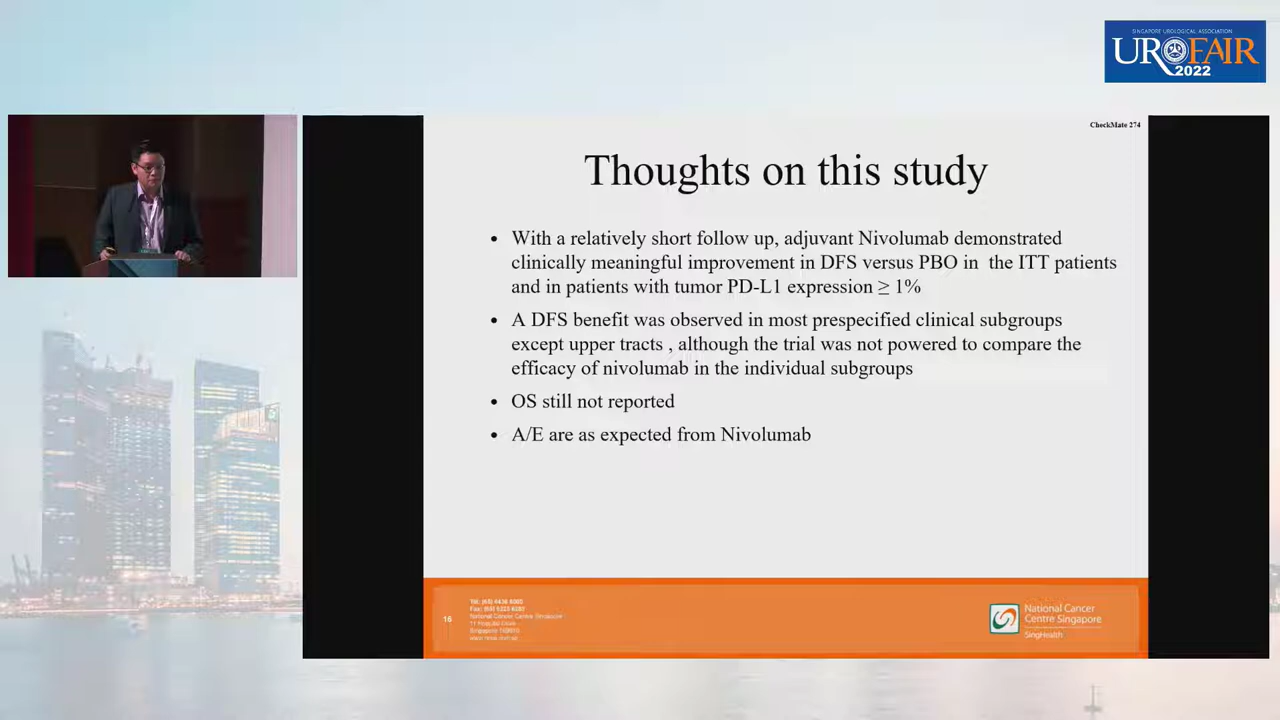 SINGAPORE UROLOGICAL ASSOCIATION
UROFAIR
2022
CheckMate 274
Thoughts on this study
• With a relatively short follow up, adjuvant Nivolumab demonstrated
clinically meaningful improvement in DFS versus PBO in the ITT patients
and in patients with tumor PD-L1 expression ≥ 1%
• A DFS benefit was observed in most prespecified clinical subgroups
except upper tracts , although the trial was not powered to compare the
efficacy of nivolumab in the individual subgroups
• OS still not reported
• A/E are as expected from Nivolumab
16
National Cancer Centre Singapore
National Cancer
Centre Singapore
SingHealth